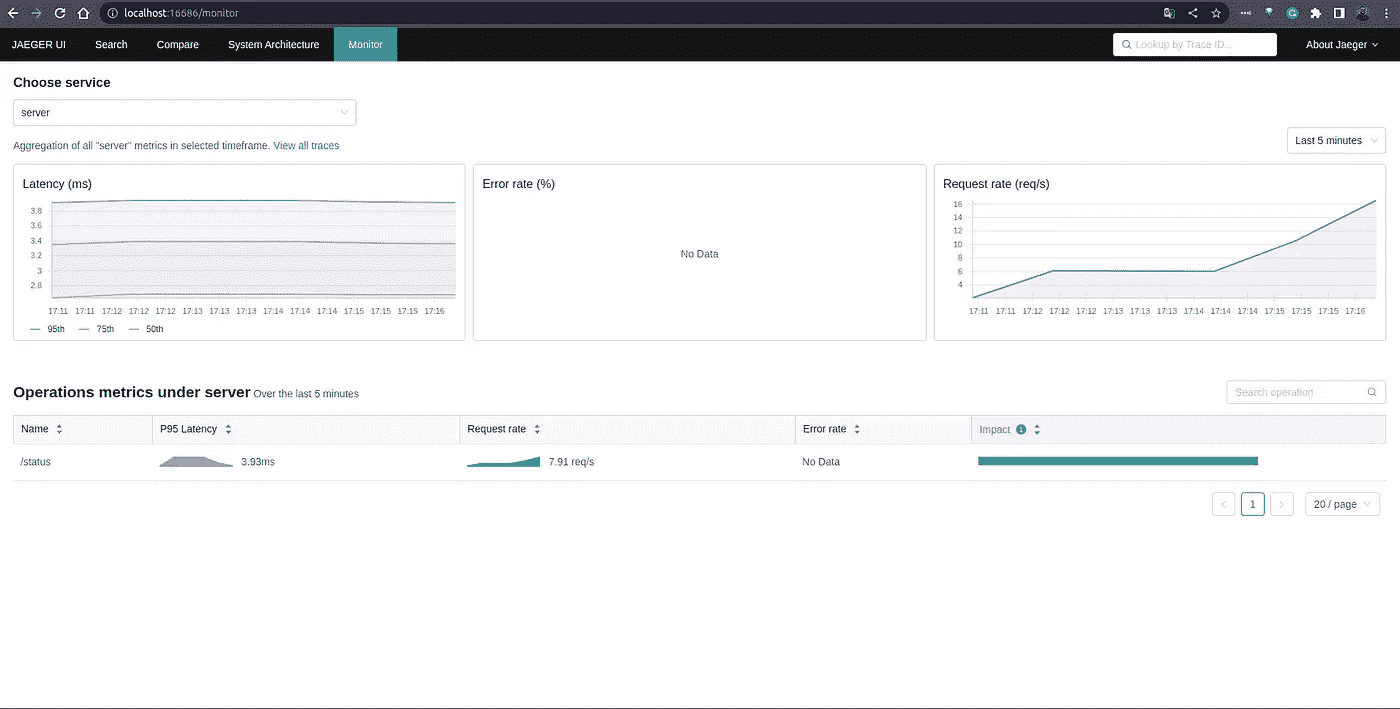 localhost:16686/monitor
JAEGER UI Search Compare System Architecture Monitor Lookup by Trace ID... About Jaeger
Choose service
server
Aggregation of all "server" metrics in selected timeframe. View all traces
Last 5 minutes
Latency (ms)
3.8
3.6
3.4
3.2
3
2.8
17:11 17:11 17:12 17:12 17:12 17:13 17:13 17:13 17:14 17:14 17:14 17:15 17:15 17:15 17:16
95th 75th 50th
Error rate (%)
No Data
Request rate (req/s)
16
14
12
10
8
6
4
17:11 17:11 17:12 17:12 17:12 17:13 17:13 17:13 17:14 17:14 17:14 17:15 17:15 17:15 17:16
Operations metrics under server Over the last 5 minutes
Search operation
Name P95 Latency Request rate Error rate Impact
/status 3.93ms 7.91 req/s No Data
1 20 / page